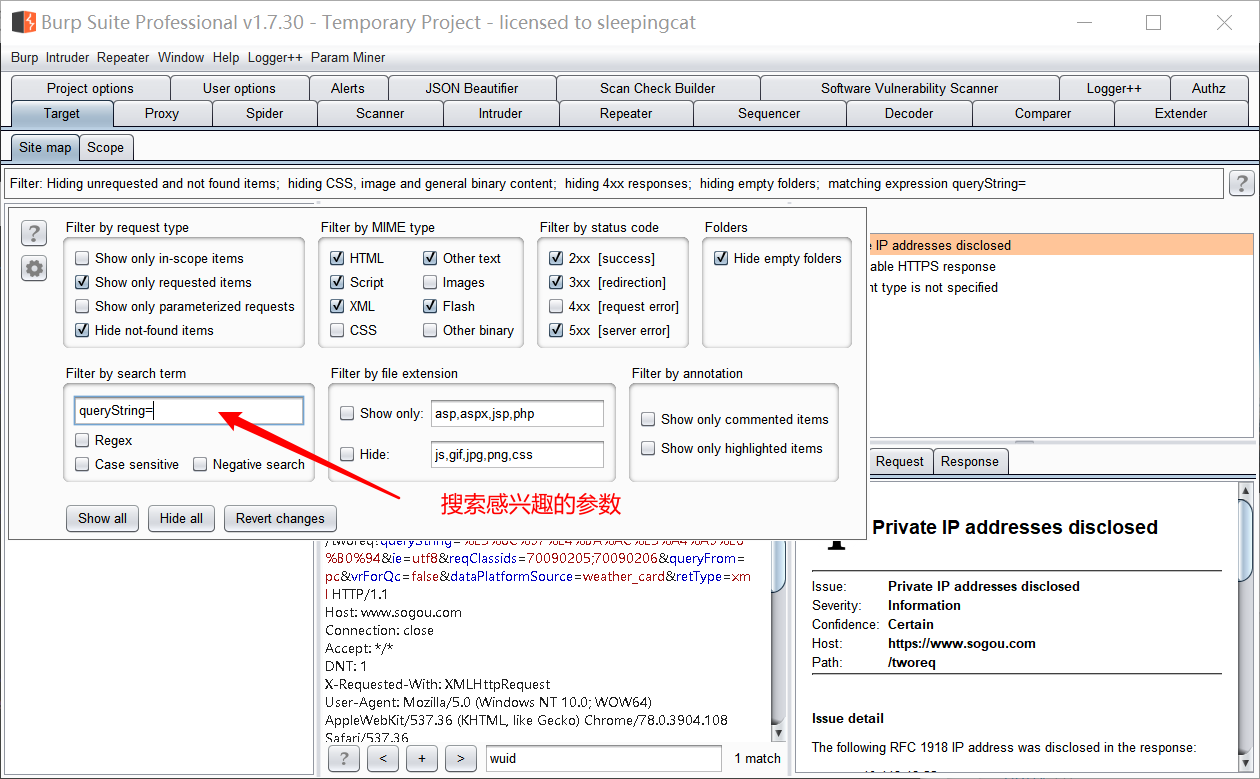 Burp Suite Professional v1.7.30 - Temporary Project - licensed to sleepingcat
Burp Intruder Repeater Window Help Logger++ Param Miner
Project options User options Alerts JSON Beautifier Scan Check Builder Software Vulnerability Scanner Logger++ Authz
Target Proxy Spider Scanner Intruder Repeater Sequencer Decoder Comparer Extender
Site map Scope
Filter: Hiding unrequested and not found items; hiding CSS, image and general binary content; hiding 4xx responses; hiding empty folders; matching expression queryString=
?
?
Filter by request type
Show only in-scope items
Show only requested items
Show only parameterized requests
Hide not-found items
Filter by MIME type
HTML Other text
Script Images
XML Flash
CSS Other binary
Filter by status code
2xx [success]
3xx [redirection]
4xx [request error]
5xx [server error]
Folders
Hide empty folders
Filter by search term
queryString=
Regex
Case sensitive Negative search
Filter by file extension
Show only: asp,aspx,jsp,php
Hide: js,gif,jpg,png,css
Filter by annotation
Show only commented items
Show only highlighted items
搜索感兴趣的参数
Show all Hide all Revert changes
IP addresses disclosed
able HTTPS response
nt type is not specified
%B0%94&ie=utf8&reqClassids=70090205;70090206&queryFrom=
pc&vrForQc=false&dataPlatformSource=weather_card&retType=xm
l HTTP/1.1
Host: www.sogou.com
Connection: close
Accept: */*
DNT: 1
X-Requested-With: XMLHttpRequest
User-Agent: Mozilla/5.0 (Windows NT 10.0; WOW64)
AppleWebKit/537.36 (KHTML, like Gecko) Chrome/78.0.3904.108
Safari/537.36
? < + > wuid 1 match
Request Response
Private IP addresses disclosed
Issue: Private IP addresses disclosed
Severity: Information
Confidence: Certain
Host: https://www.sogou.com
Path: /tworeq
Issue detail
The following RFC 1918 IP address was disclosed in the response: